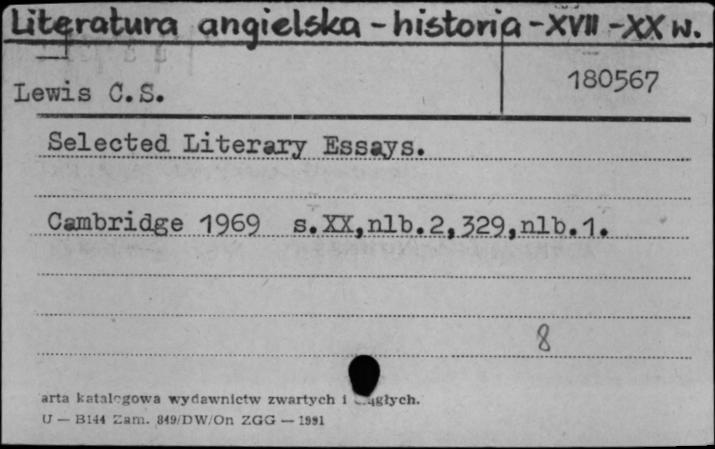 Literatura angielska - historia - XVII - XX w.
180567
Lewis C.S.
Selected Literary Essays.
Cambridge 1969 s.XX,nlb.2,329,nlb.1.
8
arta katalogowa wydawnictw zwartych i
U — B144 Zam. 849/DW/On ZGG — 1991